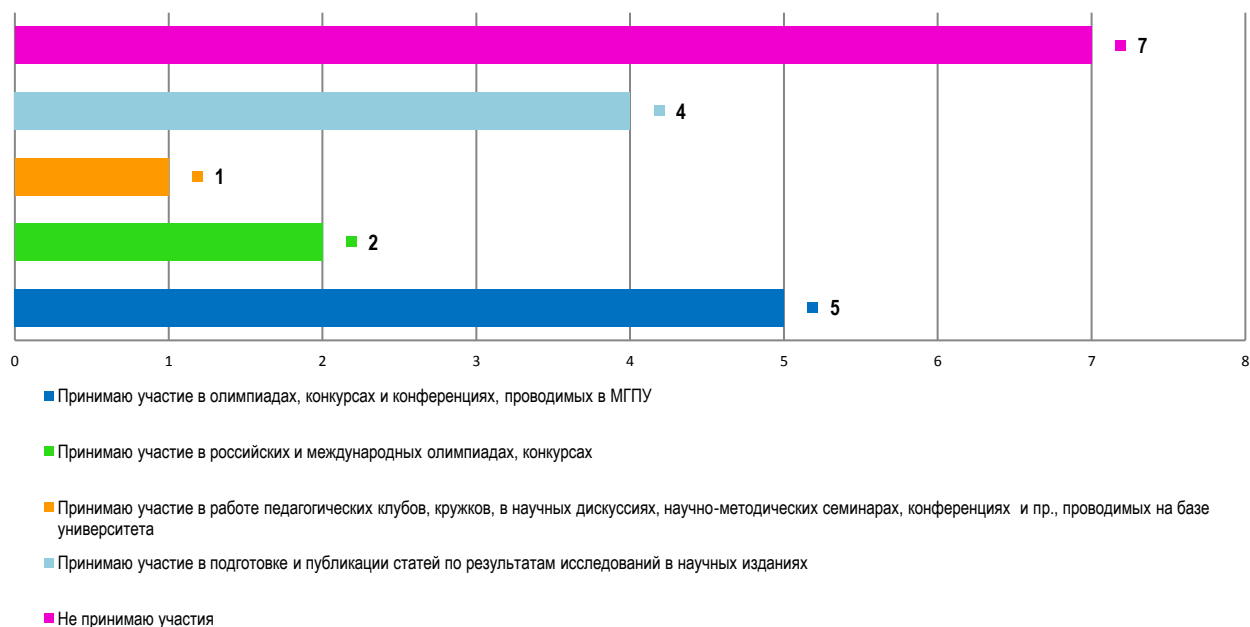 7
4
1
2
5
0 1 2 3 4 5 6 7 8
Принимаю участие в олимпиадах, конкурсах и конференциях, проводимых в МГПУ
Принимаю участие в российских и международных олимпиадах, конкурсах
Принимаю участие в работе педагогических клубов, кружков, в научных дискуссиях, научно-методических семинарах, конференциях и пр., проводимых на базе
университета
Принимаю участие в подготовке и публикации статей по результатам исследований в научных изданиях
Не принимаю участия